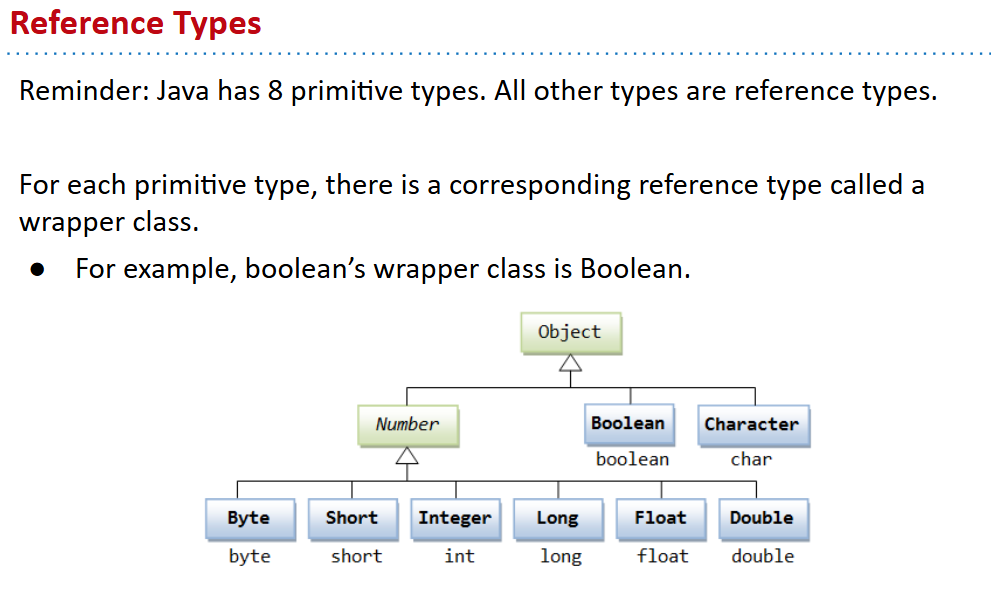 Reference Types
Reminder: Java has 8 primitive types. All other types are reference types.
For each primitive type, there is a corresponding reference type called a
wrapper class.
● For example, boolean’s wrapper class is Boolean.
Object
Number Boolean Character
boolean char
Byte Short Integer Long Float Double
byte short int long float double